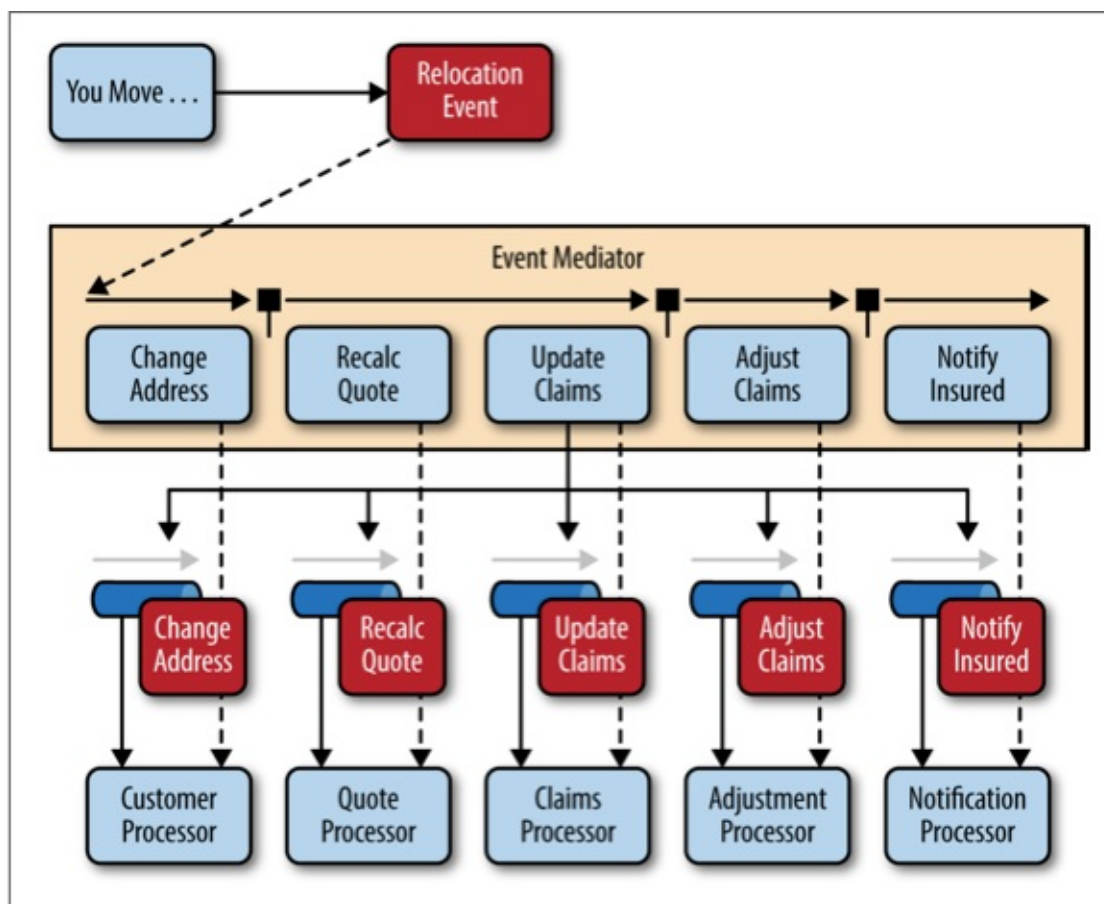 You Move ...
Relocation
Event
Event Mediator
Change
Address
Recalc
Quote
Update
Claims
Adjust
Claims
Notify
Insured
Change
Address
Recalc
Quote
Update
Claims
Adjust
Claims
Notify
Insured
Customer
Processor
Quote
Processor
Claims
Processor
Adjustment
Processor
Notification
Processor